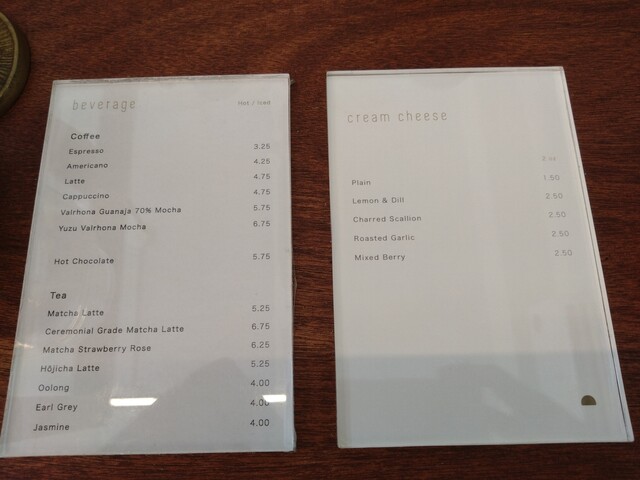 beverage Hot / Iced
Coffee
Espresso 3.25
Americano 4.25
Latte 4.75
Cappuccino 4.75
Valrhona Guanaja 70% Mocha 5.75
Yuzu Valrhona Mocha 6.75
Hot Chocolate 5.75
Tea
Matcha Latte 5.25
Ceremonial Grade Matcha Latte 6.75
Matcha Strawberry Rose 6.25
Hōjicha Latte 5.25
Oolong 4.00
Earl Grey 4.00
Jasmine 4.00
cream cheese
2 oz
Plain 1.50
Lemon & Dill 2.50
Charred Scallion 2.50
Roasted Garlic 2.50
Mixed Berry 2.50